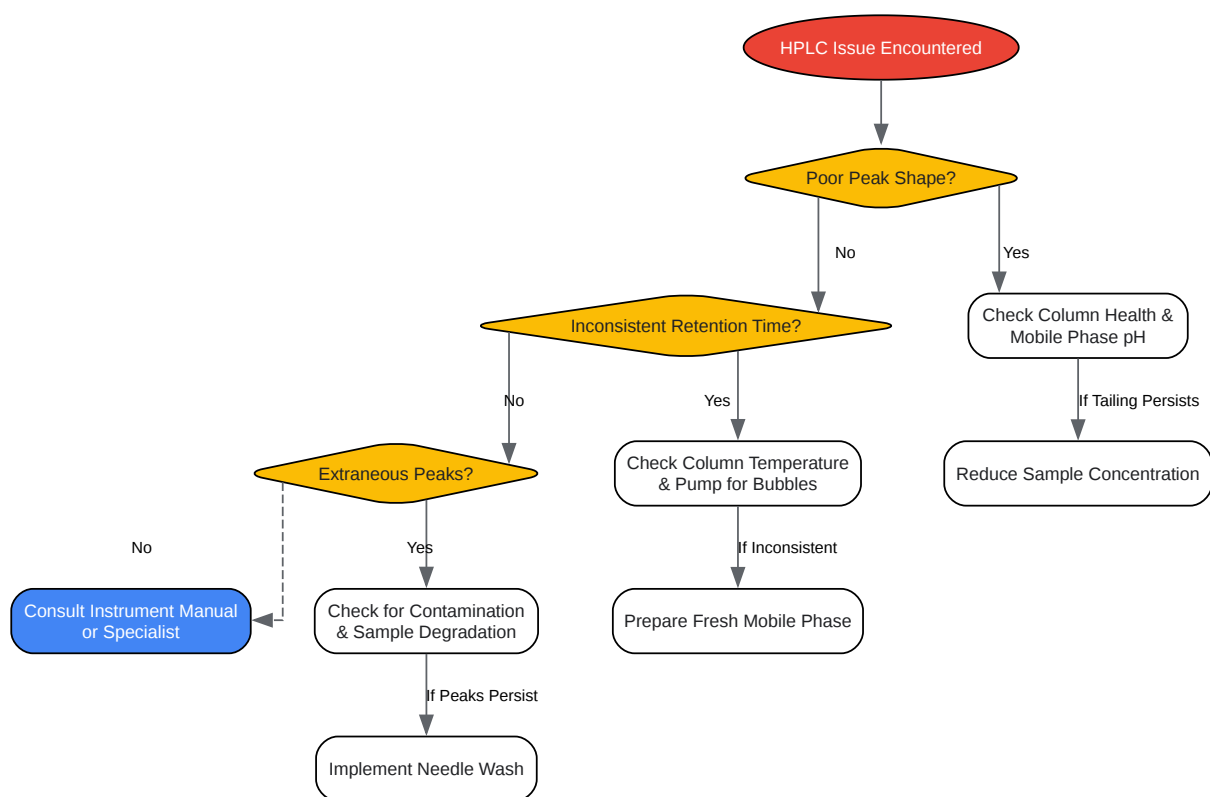 HPLC Issue Encountered
Poor Peak Shape?
No
Yes
Inconsistent Retention Time?
Check Column Health &
Mobile Phase pH
No
Yes
If Tailing Persists
Extraneous Peaks?
Check Column Temperature
& Pump for Bubbles
Reduce Sample Concentration
No
Yes
If Inconsistent
Consult Instrument Manual
or Specialist
Check for Contamination
& Sample Degradation
Prepare Fresh Mobile Phase
If Peaks Persist
Implement Needle Wash